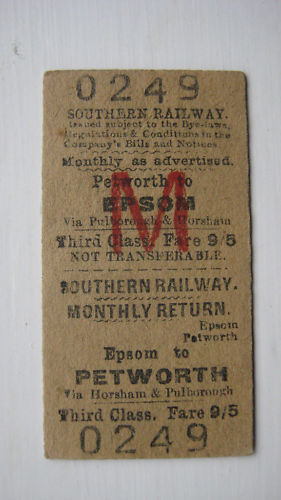 0249
SOUTHERN RAILWAY.
Issued subject to the Bye-laws,
Regulations & Conditions in the
Company's Bills and Notices
Monthly as advertised.
Petworth to
EPSOM
M
Via Pulborough & Horsham
Third Class. Fare 9/5
NOT TRANSFERABLE.
SOUTHERN RAILWAY.
MONTHLY RETURN.
Epsom
Petworth
Epsom to
PETWORTH
Via Horsham & Pulborough
Third Class. Fare 9/5
0249